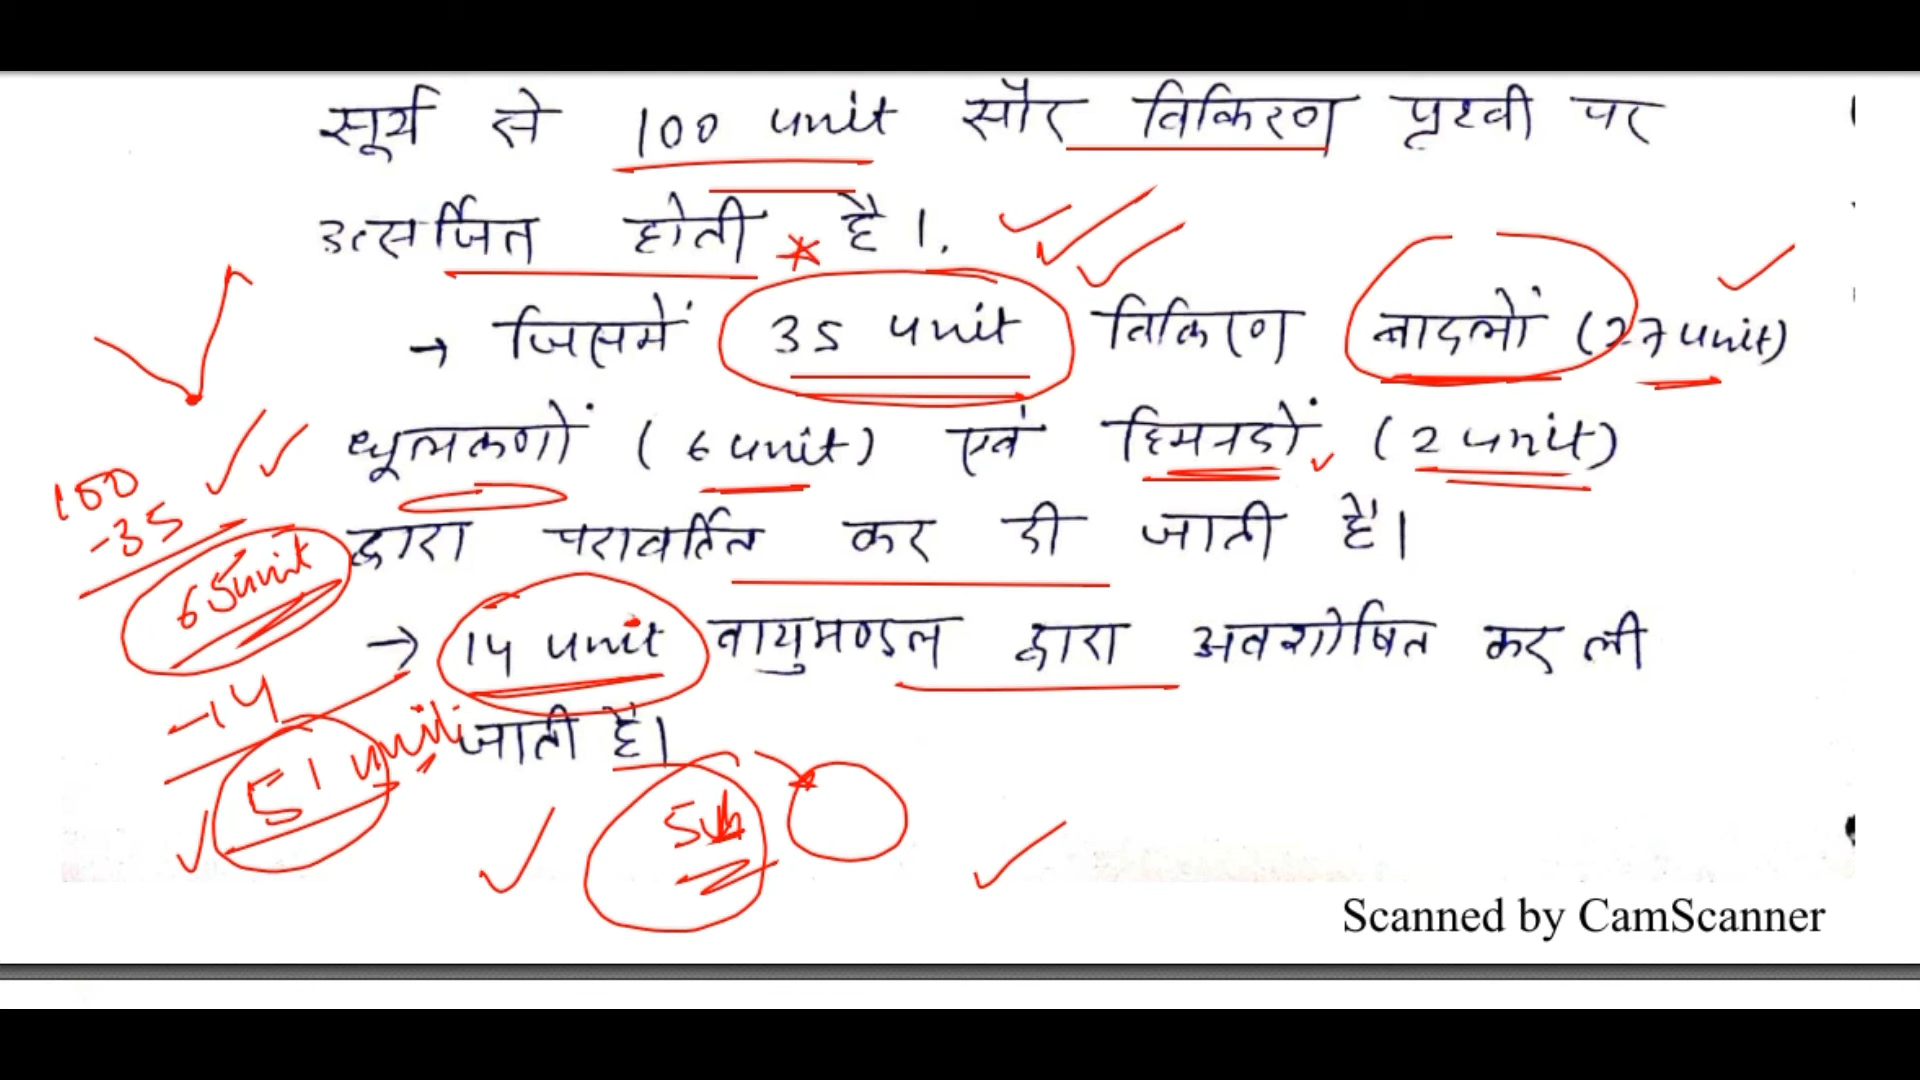 सूर्य से 100 unit सौर विकिरण पृथ्वी पर
उत्सर्जित होती है।
→ जिसमें 35 unit विकिरण बादलों (27 unit)
धूलकणों (6 unit) एवं हिमनदों (2 unit)
द्वारा परावर्तित कर दी जाती है।
→ 14 unit वायुमण्डल द्वारा अवशोषित कर ली
जाती है।
100
-35
65 unit
-14
51 unit
Scanned by CamScanner